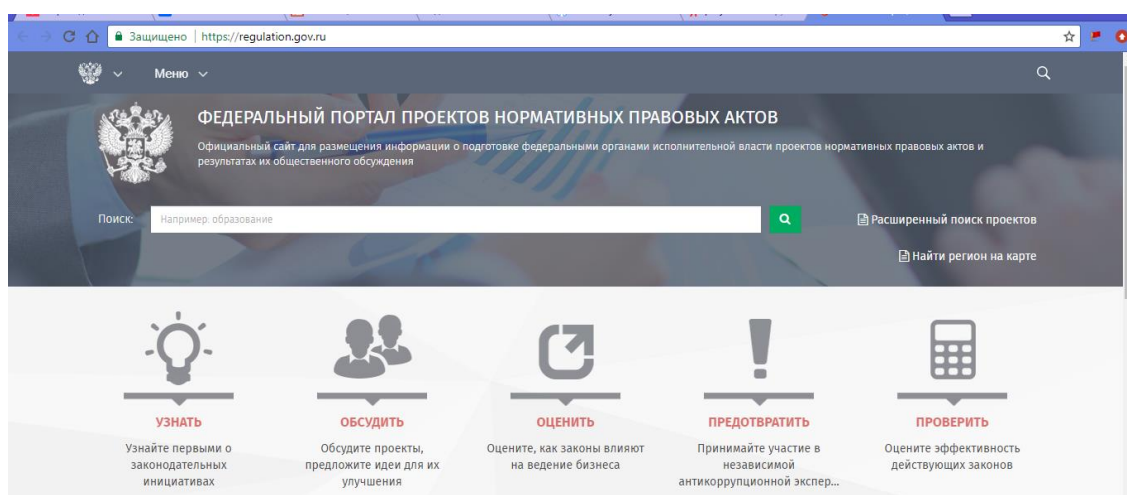 Защищено | https://regulation.gov.ru
Меню
ФЕДЕРАЛЬНЫЙ ПОРТАЛ ПРОЕКТОВ НОРМАТИВНЫХ ПРАВОВЫХ АКТОВ
Официальный сайт для размещения информации о подготовке федеральными органами исполнительной власти проектов нормативных правовых актов и
результатах их общественного обсуждения
Поиск:
Например: образование
Расширенный поиск проектов
Найти регион на карте
УЗНАТЬ
Узнайте первыми о
законодательных
инициативах
ОБСУДИТЬ
Обсудите проекты,
предложите идеи для их
улучшения
ОЦЕНИТЬ
Оцените, как законы влияют
на ведение бизнеса
ПРЕДОТВРАТИТЬ
Принимайте участие в
независимой
антикоррупционной экспер...
ПРОВЕРИТЬ
Оцените эффективность
действующих законов